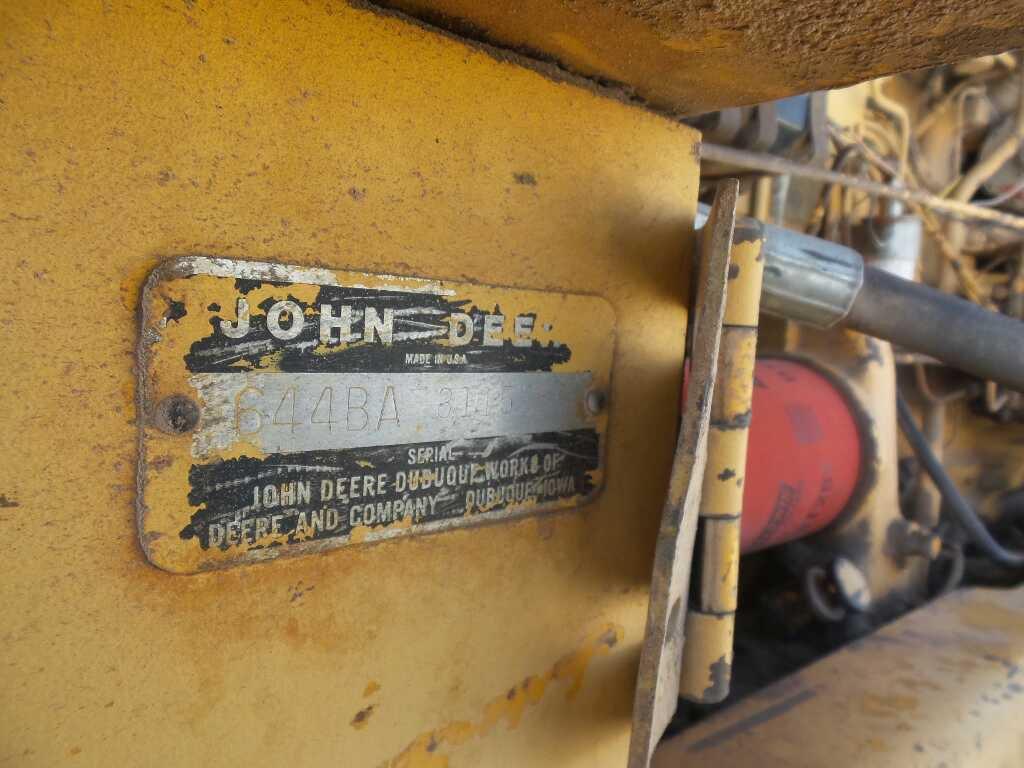 JOHN DEE
MADE IN U.S.A
644BA
SERIAL
JOHN DEERE DUBUQUE WORKS OF
DEERE AND COMPANY DUBUQUE IOWA